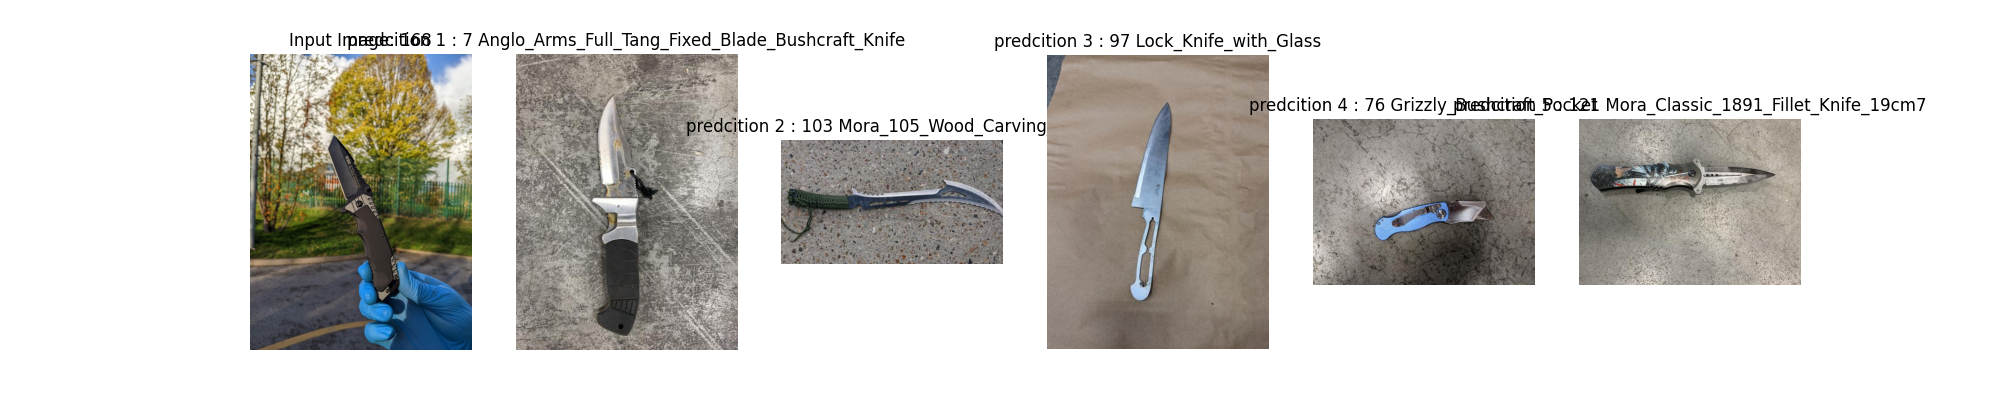 Input Image: 168
predcition 1 : 7 Anglo_Arms_Full_Tang_Fixed_Blade_Bushcraft_Knife
predcition 2 : 103 Mora_105_Wood_Carving
predcition 3 : 97 Lock_Knife_with_Glass
predcition 4 : 76 Grizzly_Bushcraft_Pocket
predcition 5 : 121 Mora_Classic_1891_Fillet_Knife_19cm7